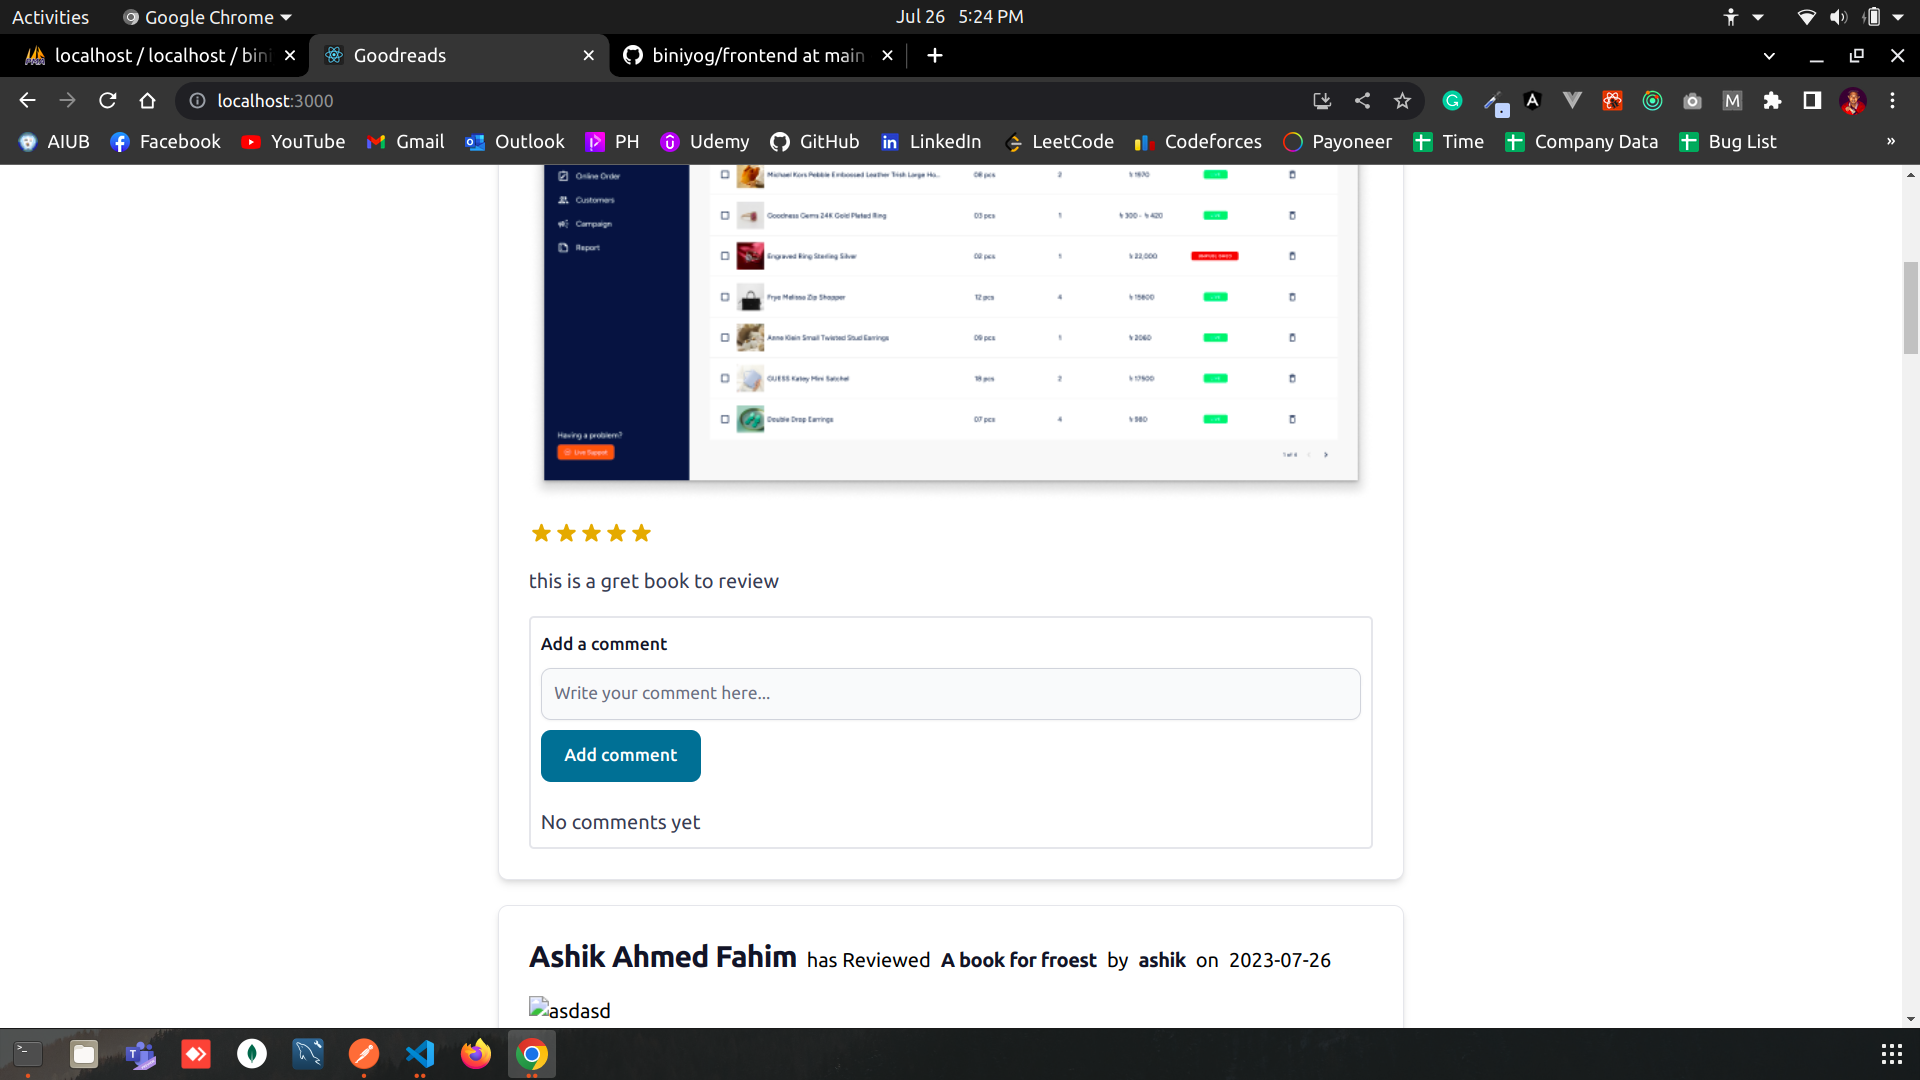 Activities
Google Chrome
Jul 26 5:24 PM
localhost / localhost / bini
Goodreads
biniyog/frontend at main
localhost:3000
AIUB
Facebook
YouTube
Gmail
Outlook
PH
Udemy
GitHub
LinkedIn
LeetCode
Codeforces
Payoneer
Time
Company Data
Bug List
»
Online Order
Customers
Campaign
Report
Michael Kors Pebble Embossed Leather Trish Large Ho... 08 pcs 2 ৳ 1970
Goodness Gems 24K Gold Plated Ring 03 pcs 1 ৳ 300 - ৳ 420
Engraved Ring Sterling Silver 02 pcs 1 ৳ 22,000
Frye Melissa Zip Shopper 12 pcs 4 ৳ 15800
Anne Klein Small Twisted Stud Earrings 09 pcs 1 ৳ 2060
GUESS Katey Mini Satchel 18 pcs 2 ৳ 17900
Double Drop Earrings 07 pcs 4 ৳ 980
Having a problem?
Live Support
1 of 4
this is a gret book to review
Add a comment
Write your comment here...
Add comment
No comments yet
Ashik Ahmed Fahim has Reviewed A book for froest by ashik on 2023-07-26
asdasd